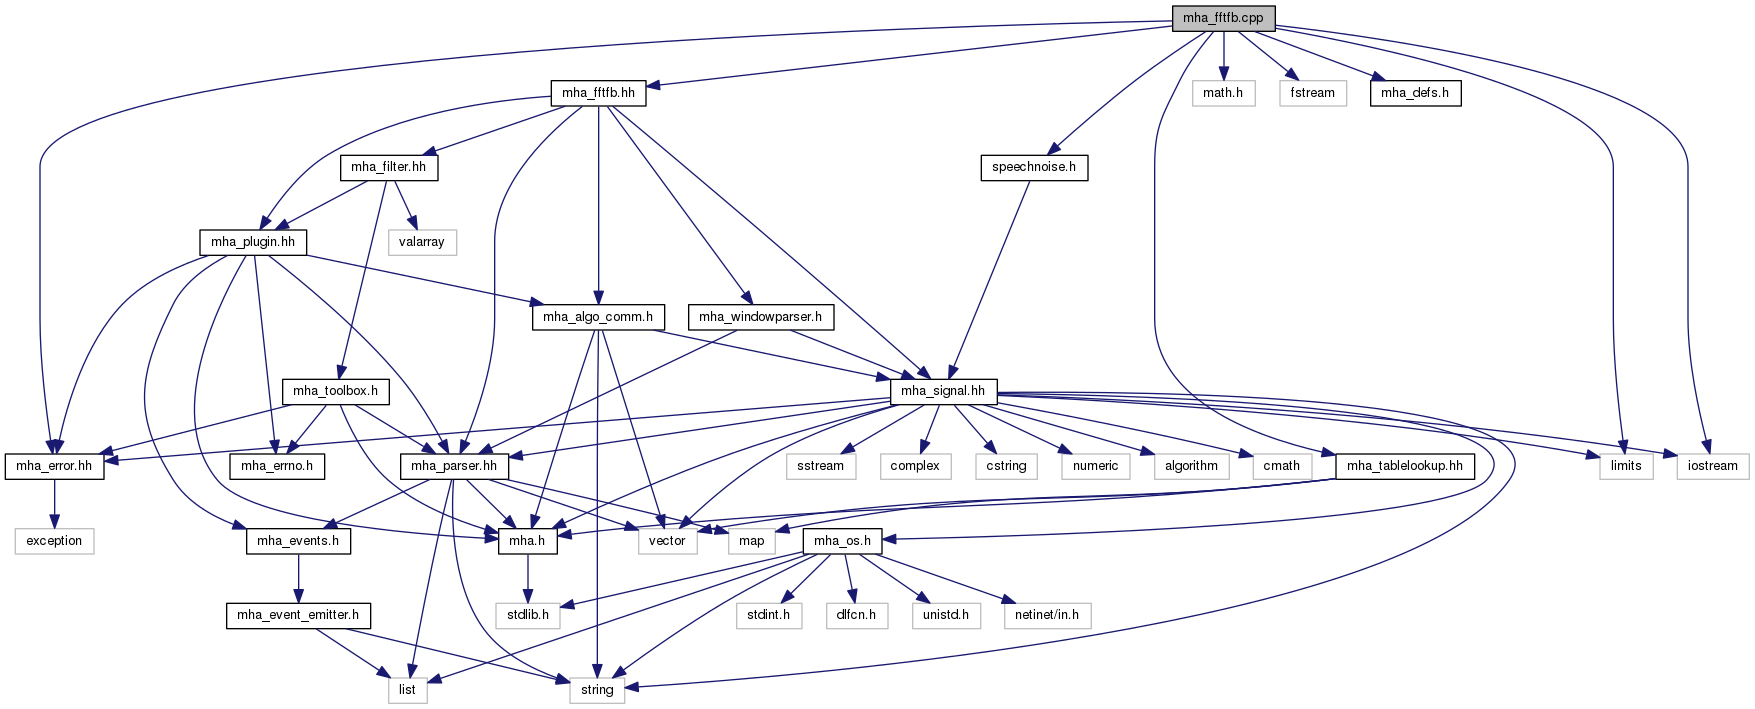 mha_fftfb.cpp
mha_fftfb.hh
math.h
fstream
mha_defs.h
mha_filter.hh
speechnoise.h
mha_plugin.hh
valarray
mha_algo_comm.h
mha_windowparser.h
mha_toolbox.h
mha_signal.hh
mha_error.hh
mha_errno.h
mha_parser.hh
sstream
complex
cstring
numeric
algorithm
cmath
mha_tablelookup.hh
limits
iostream
exception
mha_events.h
mha.h
vector
map
mha_os.h
mha_event_emitter.h
stdlib.h
stdint.h
dlfcn.h
unistd.h
netinet/in.h
list
string